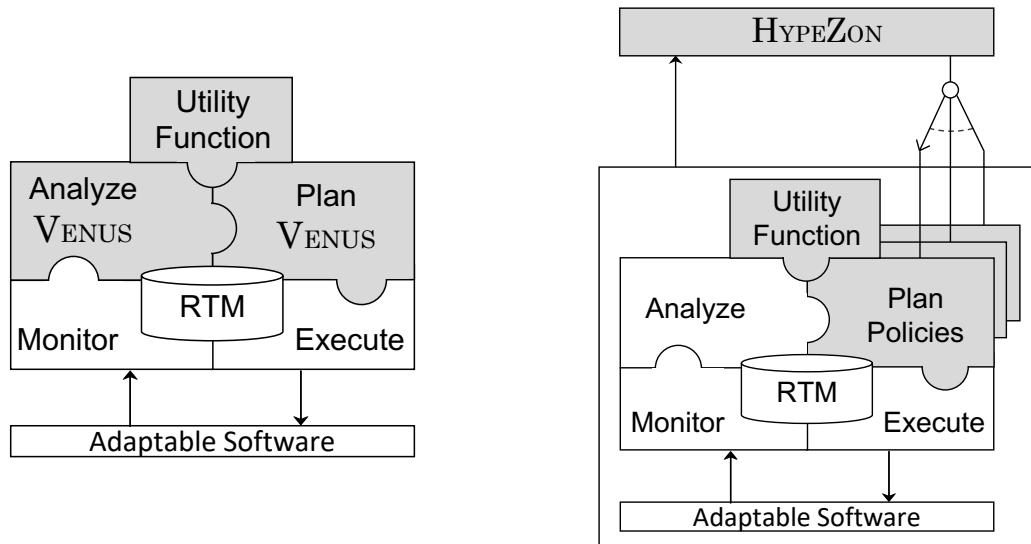 Utility
Function
Analyze
VENUS
Plan
VENUS
RTM
Monitor
Execute
Adaptable Software
HYPEZON
Utility
Function
Analyze
Plan
Policies
RTM
Monitor
Execute
Adaptable Software